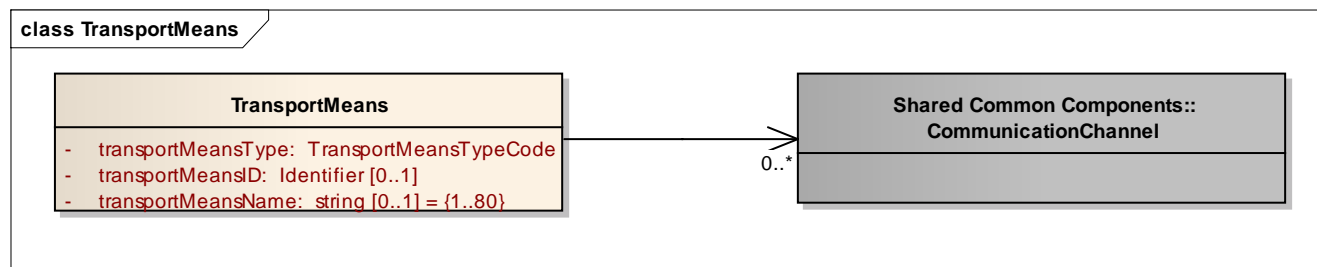 class TransportMeans
TransportMeans
- transportMeansType: TransportMeansTypeCode
- transportMeansID: Identifier [0..1]
- transportMeansName: string [0..1] = {1..80}
Shared Common Components::
CommunicationChannel
0..*